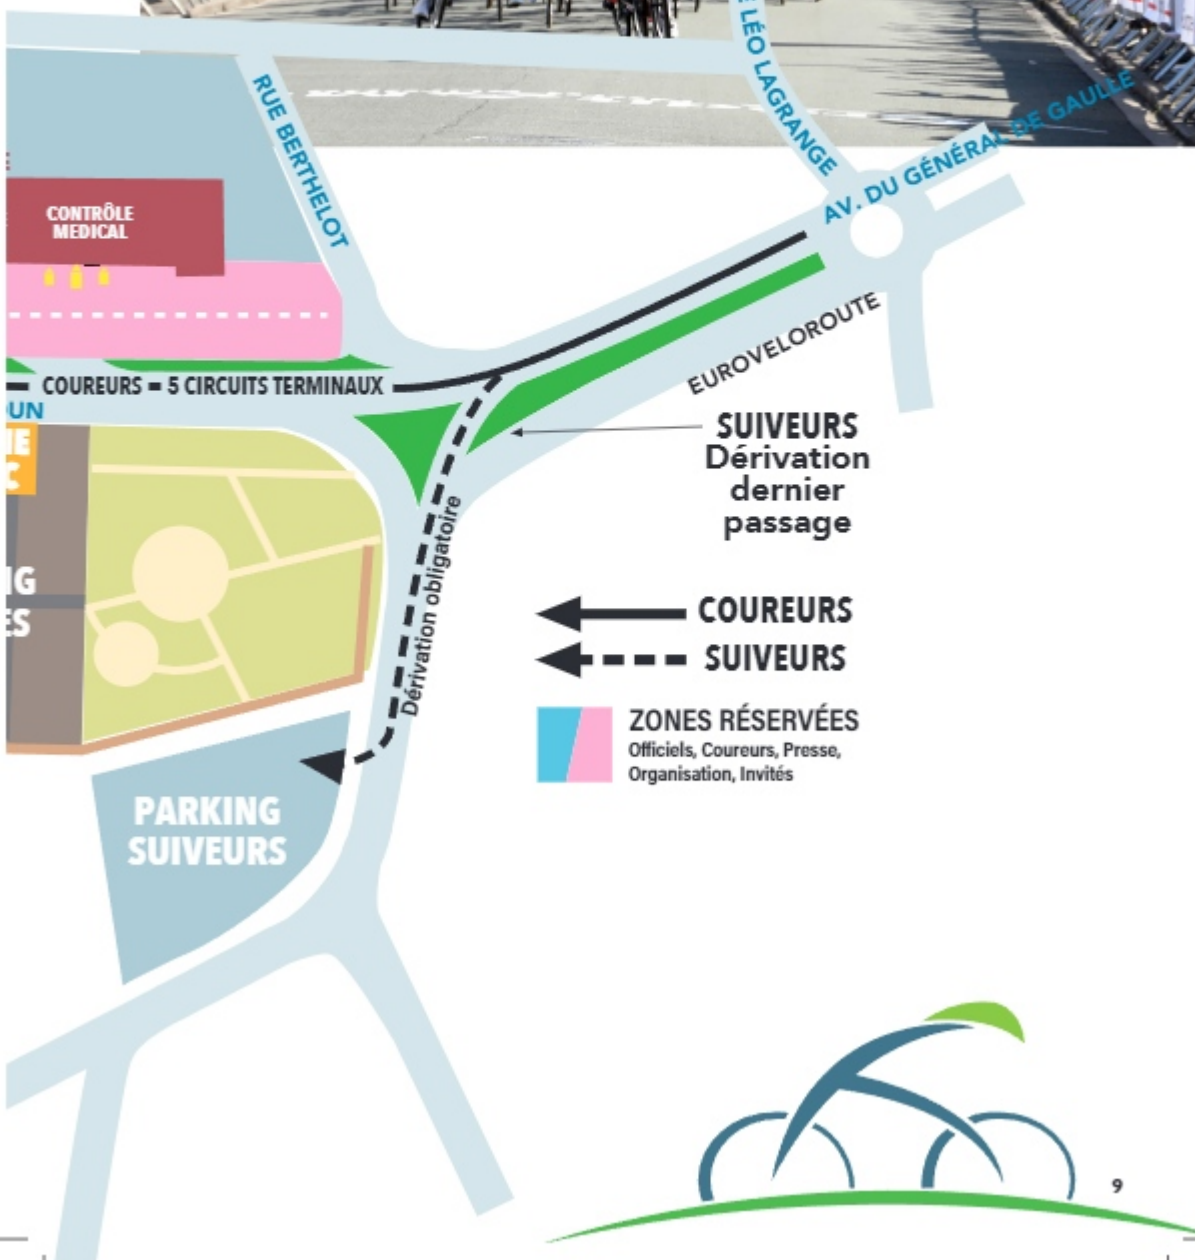 LÉO LAGRANGE
AV. DU GÉNÉRAL DE GAULLE
RUE BERTHELOT
CONTRÔLE
MEDICAL
EUROVELOROUTE
COUREURS = 5 CIRCUITS TERMINAUX
SUIVEURS
Dérivation
dernier
passage
Dérivation obligatoire
COUREURS
SUIVEURS
ZONES RÉSERVÉES
Officiels, Coureurs, Presse,
Organisation, Invités
PARKING
SUIVEURS
9